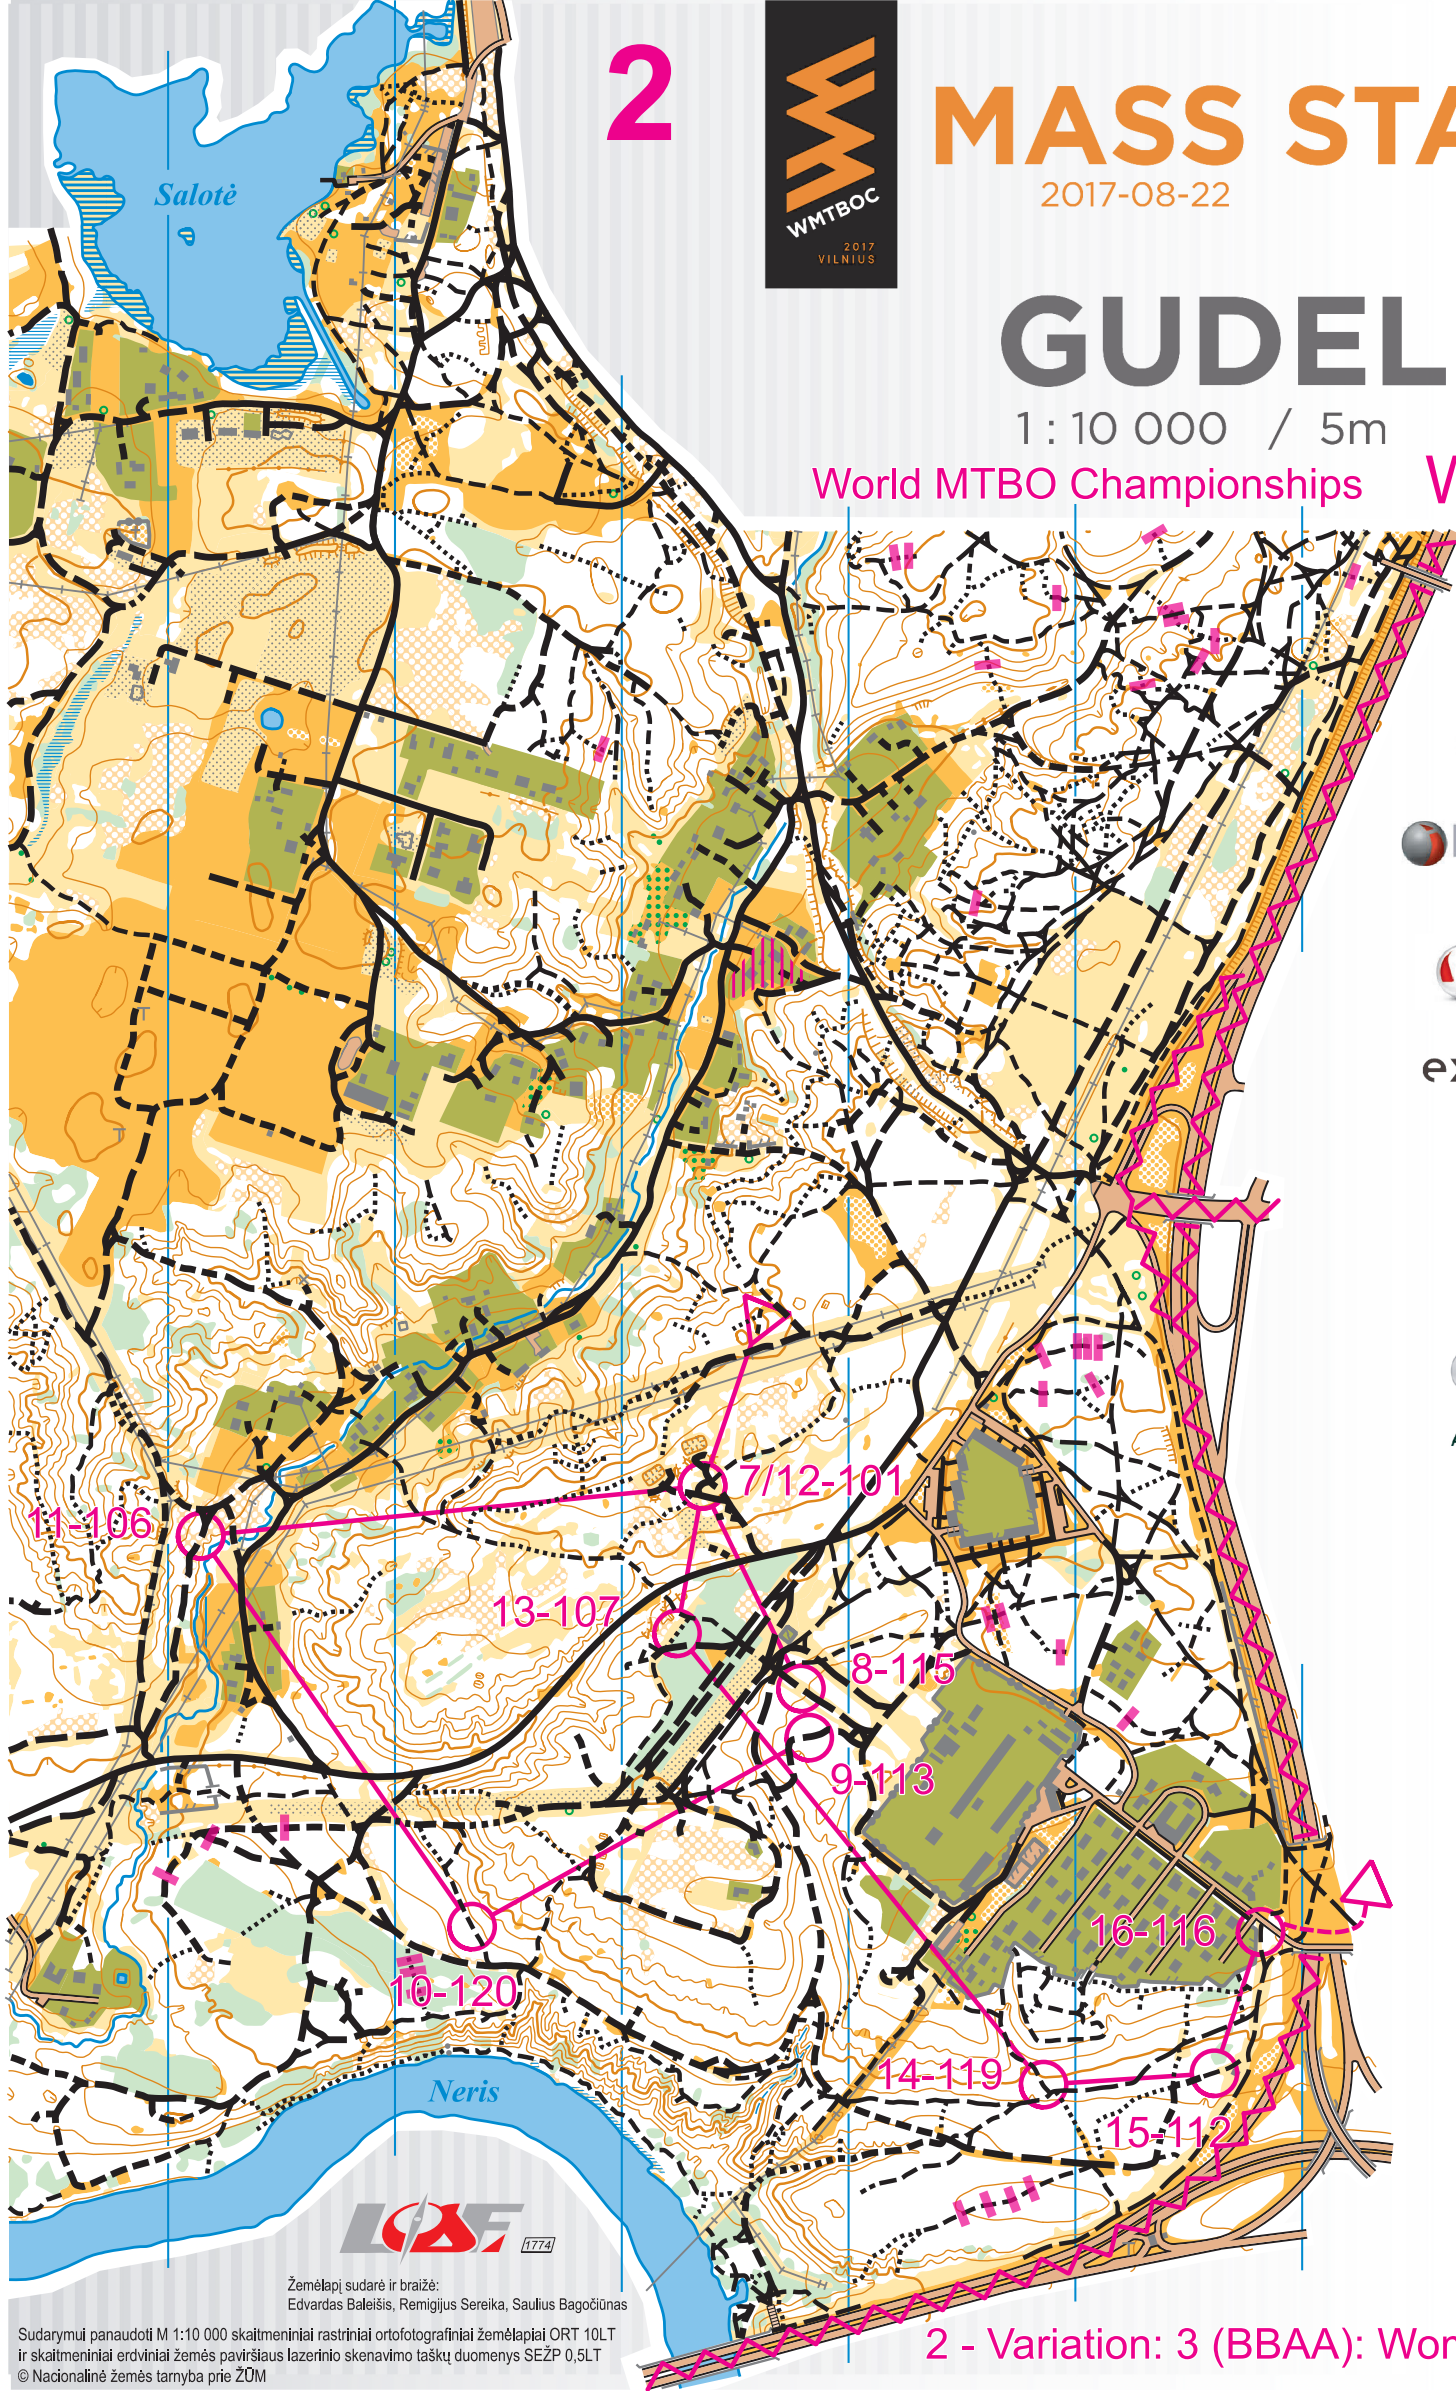 2
WMTBOC
2017
VILNIUS
MASS STA
2017-08-22
GUDEL
1 : 10 000 / 5m
World MTBO Championships
Salotė
ex
7/12-101
11-106
13-107
8-115
9-113
16-116
10-120
14-119
15-112
Neris
1774
Žemėlapį sudarė ir braižė:
Edvardas Baleišis, Remigijus Sereika, Saulius Bagočiūnas
Sudarymui panaudoti M 1:10 000 skaitmeniniai rastriniai ortofotografiniai žemėlapiai ORT 10LT
ir skaitmeniniai erdviniai žemės paviršiaus lazerinio skenavimo taškų duomenys SEŽP 0,5LT
© Nacionalinė žemės tarnyba prie ŽŪM
2 - Variation: 3 (BBAA): Wom